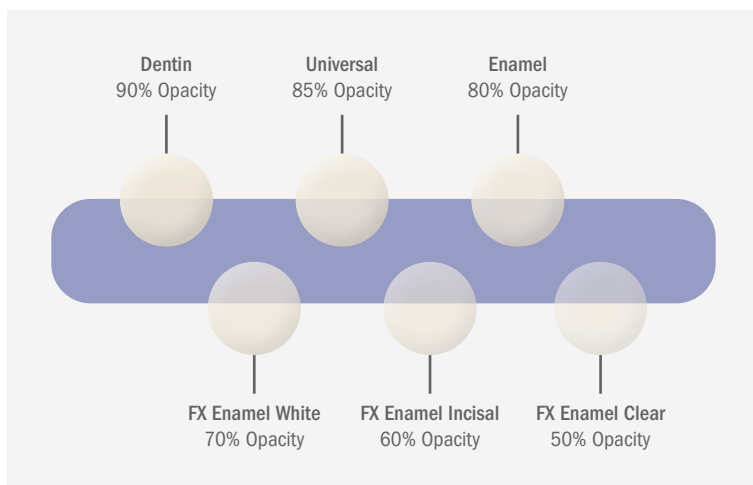 Dentin
90% Opacity
Universal
85% Opacity
Enamel
80% Opacity
FX Enamel White
70% Opacity
FX Enamel Incisal
60% Opacity
FX Enamel Clear
50% Opacity